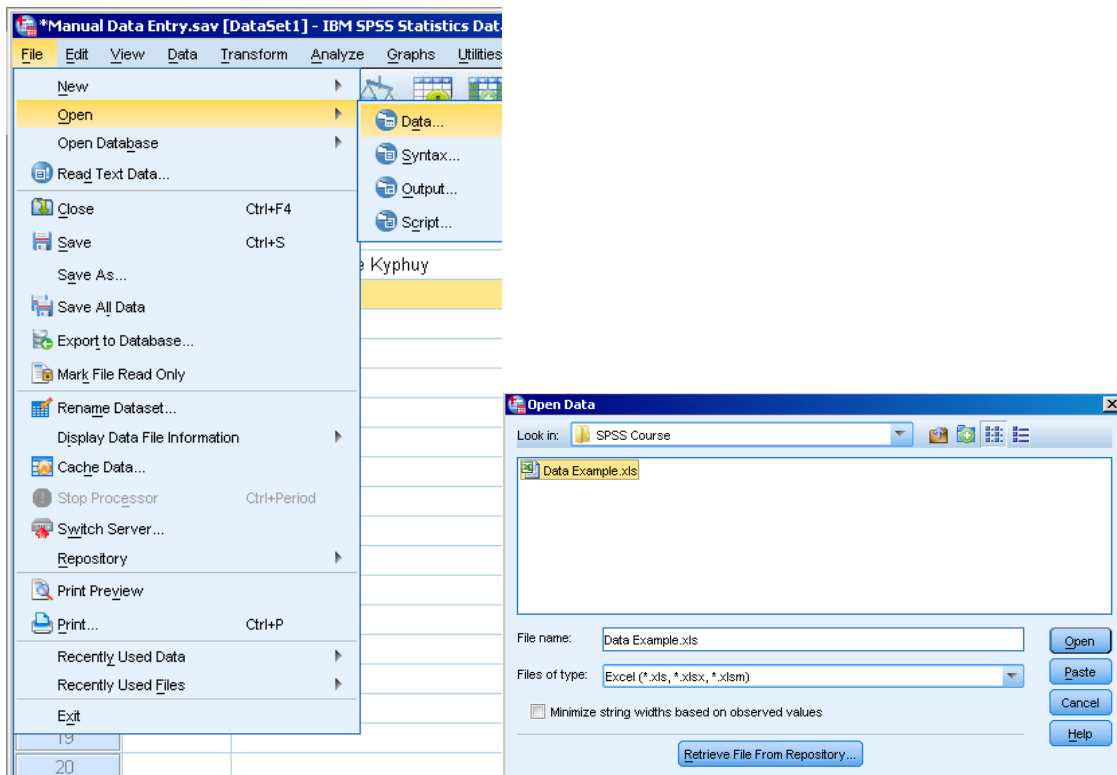 *Manual Data Entry.sav [DataSet1] - IBM SPSS Statistics Dat
File Edit View Data Transform Analyze Graphs Utilities
New
Open
Open Database
Read Text Data...
Close Ctrl+F4
Save Ctrl+S
Save As...
Save All Data
Export to Database...
Mark File Read Only
Rename Dataset...
Display Data File Information
Cache Data...
Stop Processor Ctrl+Period
Switch Server...
Repository
Print Preview
Print... Ctrl+P
Recently Used Data
Recently Used Files
Exit
19
20
Data...
Syntax...
Output...
Script...
Kyphuy
Open Data
Look in: SPSS Course
Data Example.xls
File name: Data Example.xls
Files of type: Excel (*.xls, *.xlsx, *.xlsm)
Minimize string widths based on observed values
Open
Paste
Cancel
Help
Retrieve File From Repository...